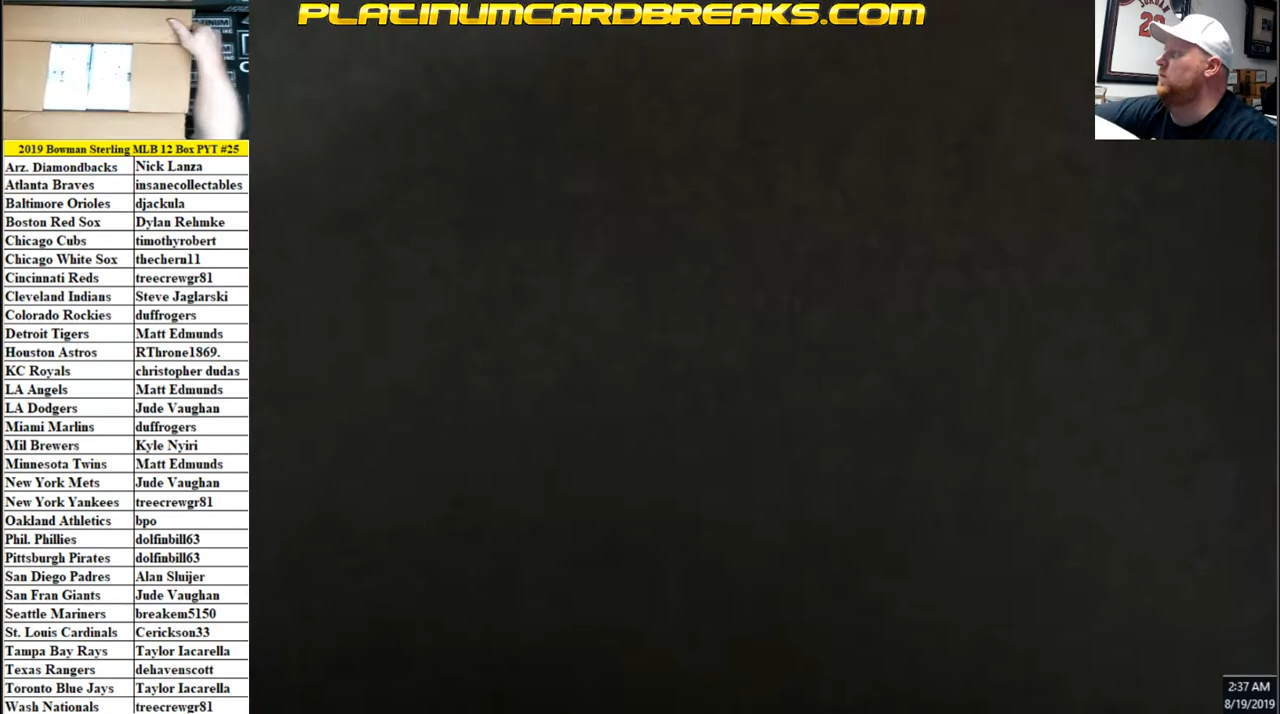 PLATINUMCARDBREAKS.COM
JORDAN
2019 Bowman Sterling MLB 12 Box PYT #25
Arz. Diamondbacks Nick Lanza
Atlanta Braves insanecollectables
Baltimore Orioles djackula
Boston Red Sox Dylan Rehmke
Chicago Cubs timothyrobert
Chicago White Sox thechern11
Cincinnati Reds treecrewgr81
Cleveland Indians Steve Jaglarski
Colorado Rockies duffrogers
Detroit Tigers Matt Edmunds
Houston Astros RThrone1869.
KC Royals christopher dudas
LA Angels Matt Edmunds
LA Dodgers Jude Vaughan
Miami Marlins duffrogers
Mil Brewers Kyle Nyiri
Minnesota Twins Matt Edmunds
New York Mets Jude Vaughan
New York Yankees treecrewgr81
Oakland Athletics bpo
Phil. Phillies dolfinbill63
Pittsburgh Pirates dolfinbill63
San Diego Padres Alan Sluijer
San Fran Giants Jude Vaughan
Seattle Mariners breakem5150
St. Louis Cardinals Cerickson33
Tampa Bay Rays Taylor Iacarella
Texas Rangers dehavenscott
Toronto Blue Jays Taylor Iacarella
Wash Nationals treecrewgr81
2:37 AM
8/19/2019